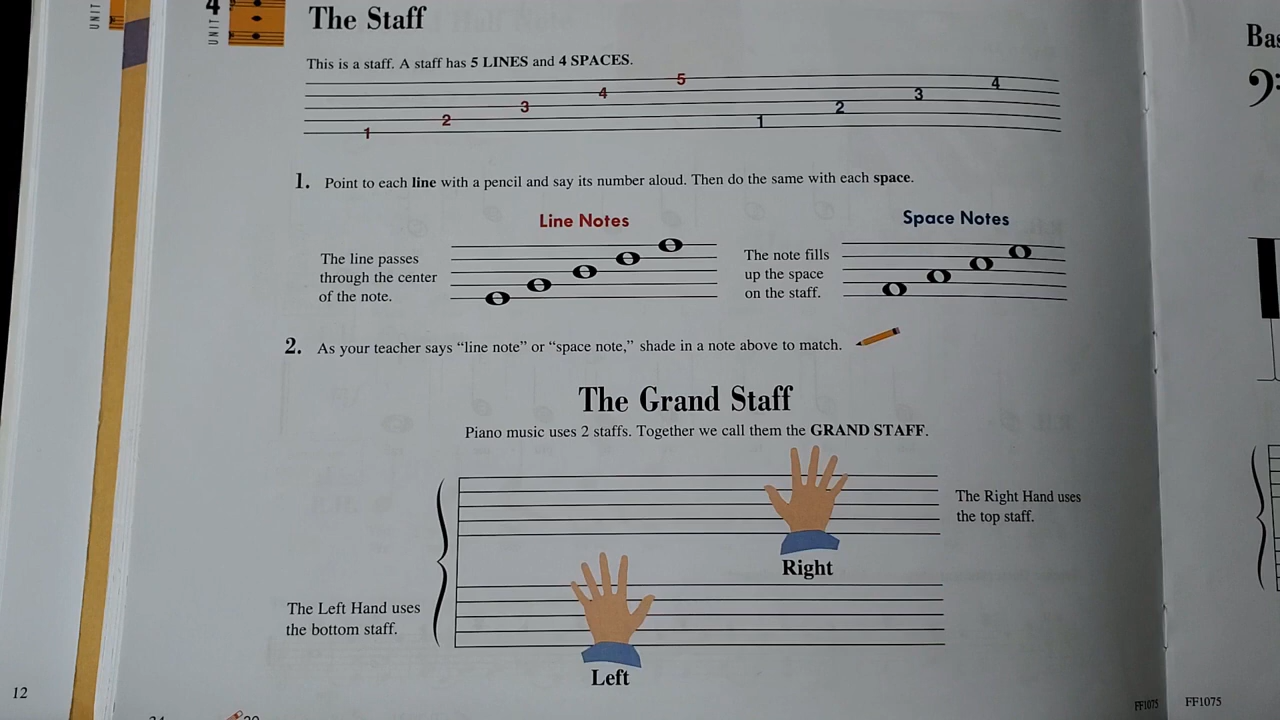 UNIT
UNIT 4
The Staff
This is a staff. A staff has 5 LINES and 4 SPACES.
1 2 3 4 5 1 2 3 4
1. Point to each line with a pencil and say its number aloud. Then do the same with each space.
Line Notes
The line passes
through the center
of the note.
Space Notes
The note fills
up the space
on the staff.
2. As your teacher says “line note” or “space note,” shade in a note above to match.
The Grand Staff
Piano music uses 2 staffs. Together we call them the GRAND STAFF.
The Right Hand uses
the top staff.
Right
The Left Hand uses
the bottom staff.
Left
12
FF1075
FF1075